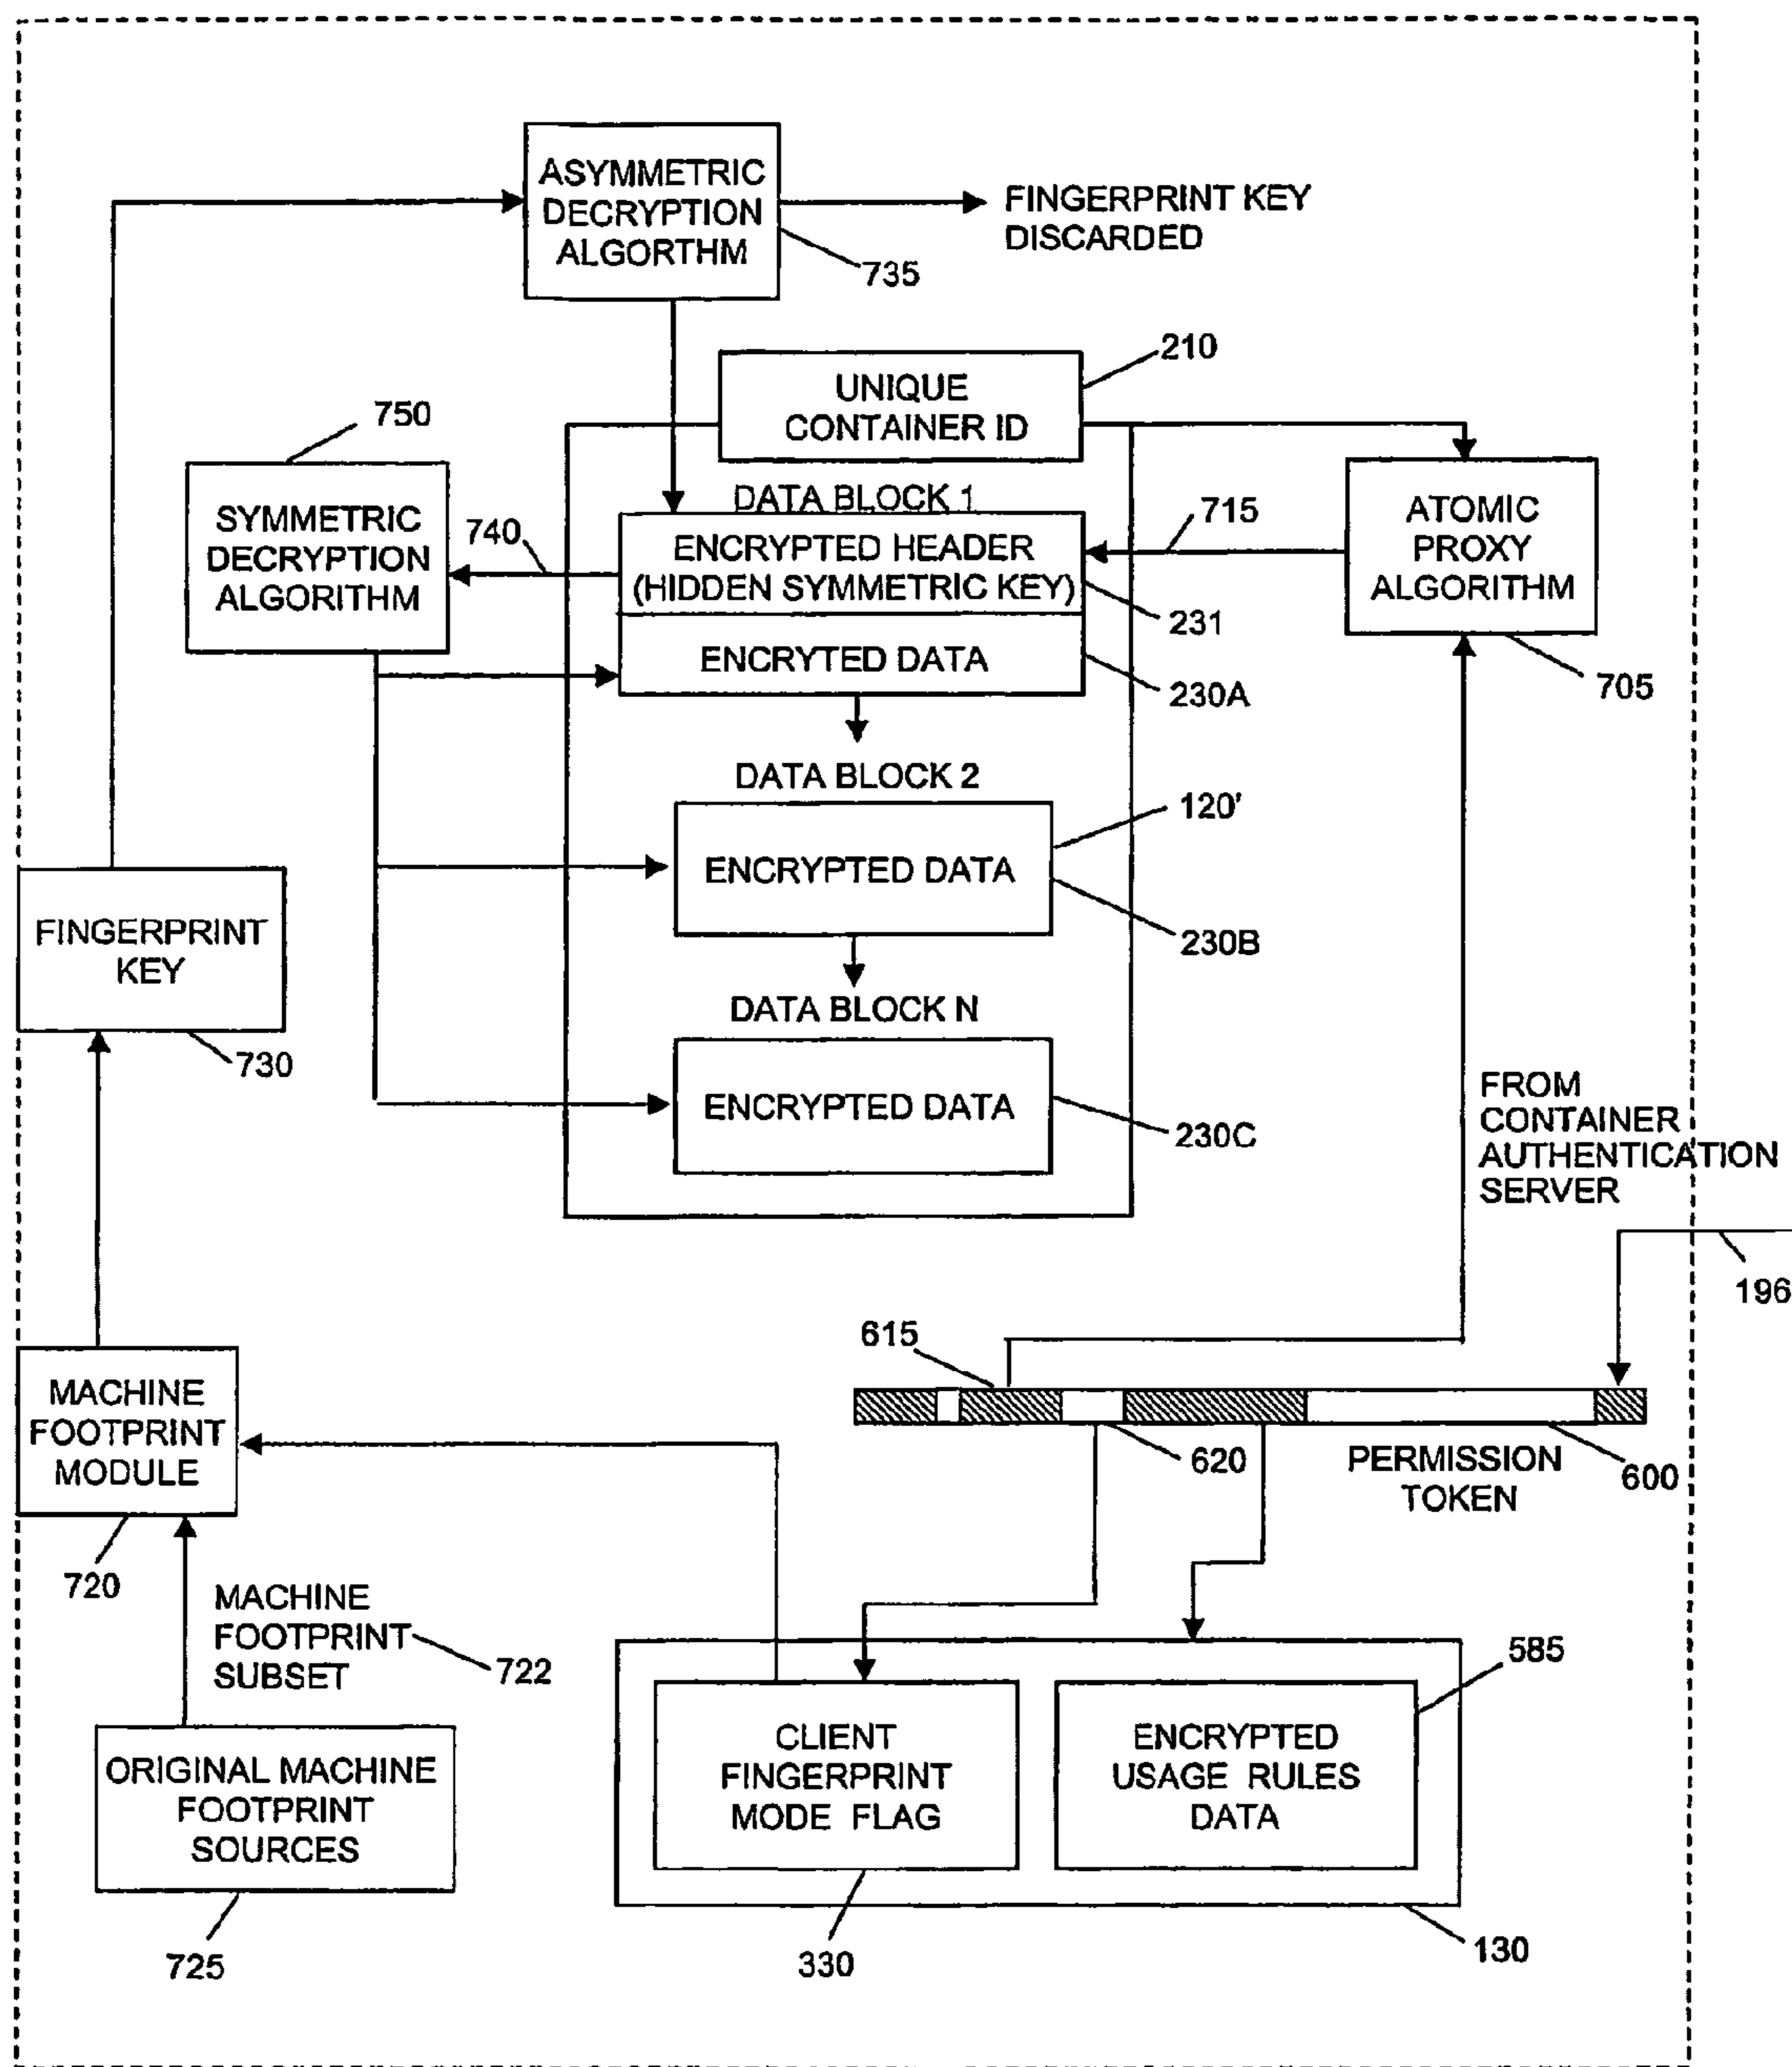 ASYMMETRIC
DECRYPTION
ALGORTHM
735
FINGERPRINT KEY
DISCARDED
210
UNIQUE
CONTAINER ID
750
SYMMETRIC
DECRYPTION
ALGORITHM
740
DATA BLOCK 1
ENCRYPTED HEADER
(HIDDEN SYMMETRIC KEY)
231
ENCRYTED DATA
230A
715
ATOMIC
PROXY
ALGORITHM
705
DATA BLOCK 2
120'
ENCRYPTED DATA
230B
FINGERPRINT
KEY
730
DATA BLOCK N
ENCRYPTED DATA
230C
FROM
CONTAINER
AUTHENTICATION
SERVER
196
615
620
PERMISSION
TOKEN
600
MACHINE
FOOTPRINT
MODULE
720
MACHINE
FOOTPRINT
SUBSET
722
ORIGINAL MACHINE
FOOTPRINT
SOURCES
725
CLIENT
FINGERPRINT
MODE FLAG
330
ENCRYPTED
USAGE RULES
DATA
585
130